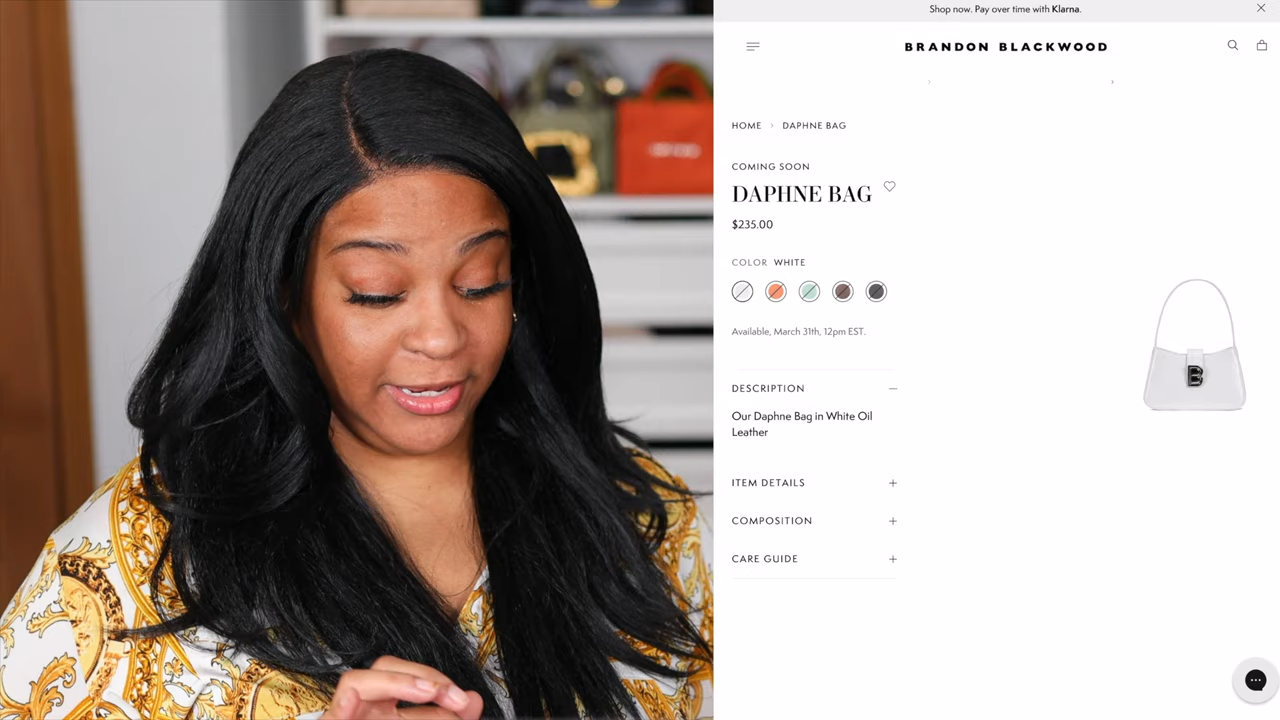 Shop now. Pay over time with Klarna.
BRANDON BLACKWOOD
HOME > DAPHNE BAG
COMING SOON
DAPHNE BAG
$235.00
COLOR WHITE
Available, March 31th, 12pm EST.
DESCRIPTION
Our Daphne Bag in White Oil
Leather
ITEM DETAILS
COMPOSITION
CARE GUIDE
B